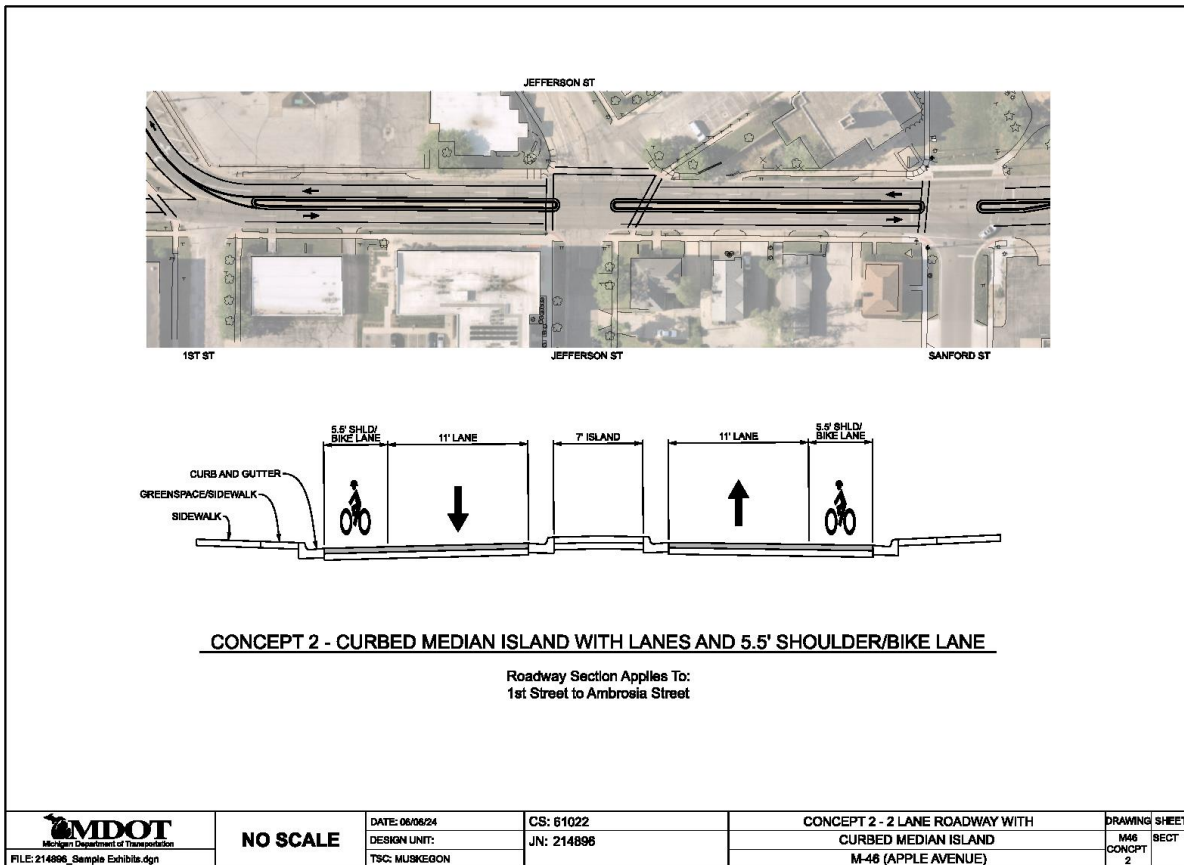 JEFFERSON ST
1ST ST
JEFFERSON ST
SANFORD ST
5.5' SHLD/
BIKE LANE
11' LANE
7' ISLAND
11' LANE
5.5' SHLD/
BIKE LANE
CURB AND GUTTER
GREENSPACE/SIDEWALK
SIDEWALK
CONCEPT 2 - CURBED MEDIAN ISLAND WITH LANES AND 5.5' SHOULDER/BIKE LANE
Roadway Section Applies To:
1st Street to Ambrosia Street
MDOT
Michigan Department of Transportation
FILE: 214896_Sample Exhibits.dgn
NO SCALE
DATE: 06/06/24
DESIGN UNIT:
TSC: MUSKEGON
CS: 61022
JN: 214896
CONCEPT 2 - 2 LANE ROADWAY WITH
CURBED MEDIAN ISLAND
M-46 (APPLE AVENUE)
DRAWING SHEET
M46 SECT
CONCPT
2